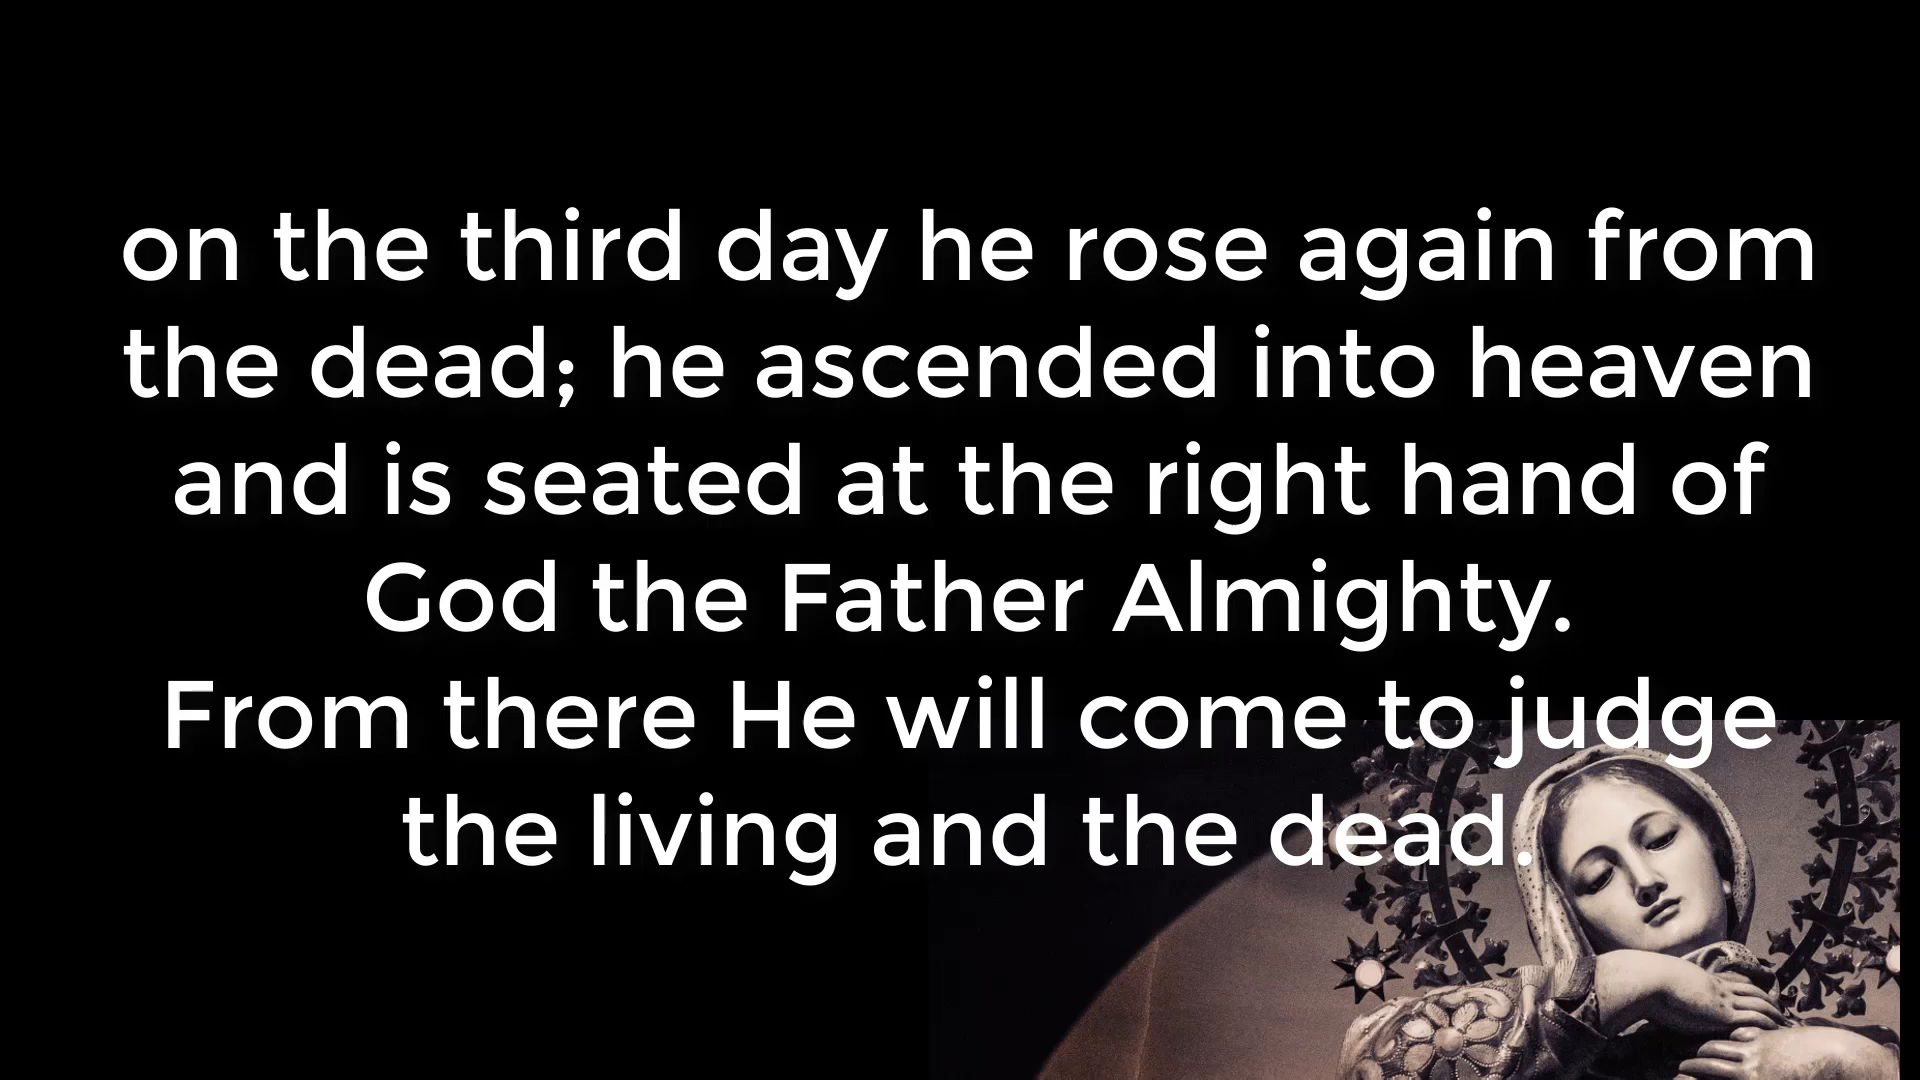 on the third day he rose again from
the dead; he ascended into heaven
and is seated at the right hand of
God the Father Almighty.
From there He will come to judge
the living and the dead.